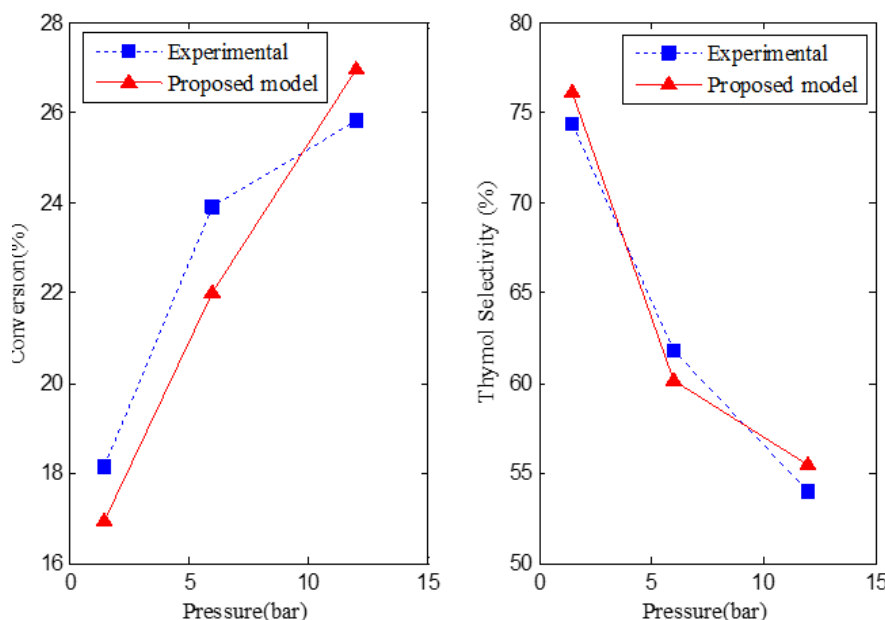 28
26
24
22
20
18
16
Conversion(%)
Experimental
Proposed model
0
5
10
15
Pressure(bar)
80
75
70
65
60
55
50
Thymol Selectivity (%)
Experimental
Proposed model
0
5
10
15
Pressure(bar)